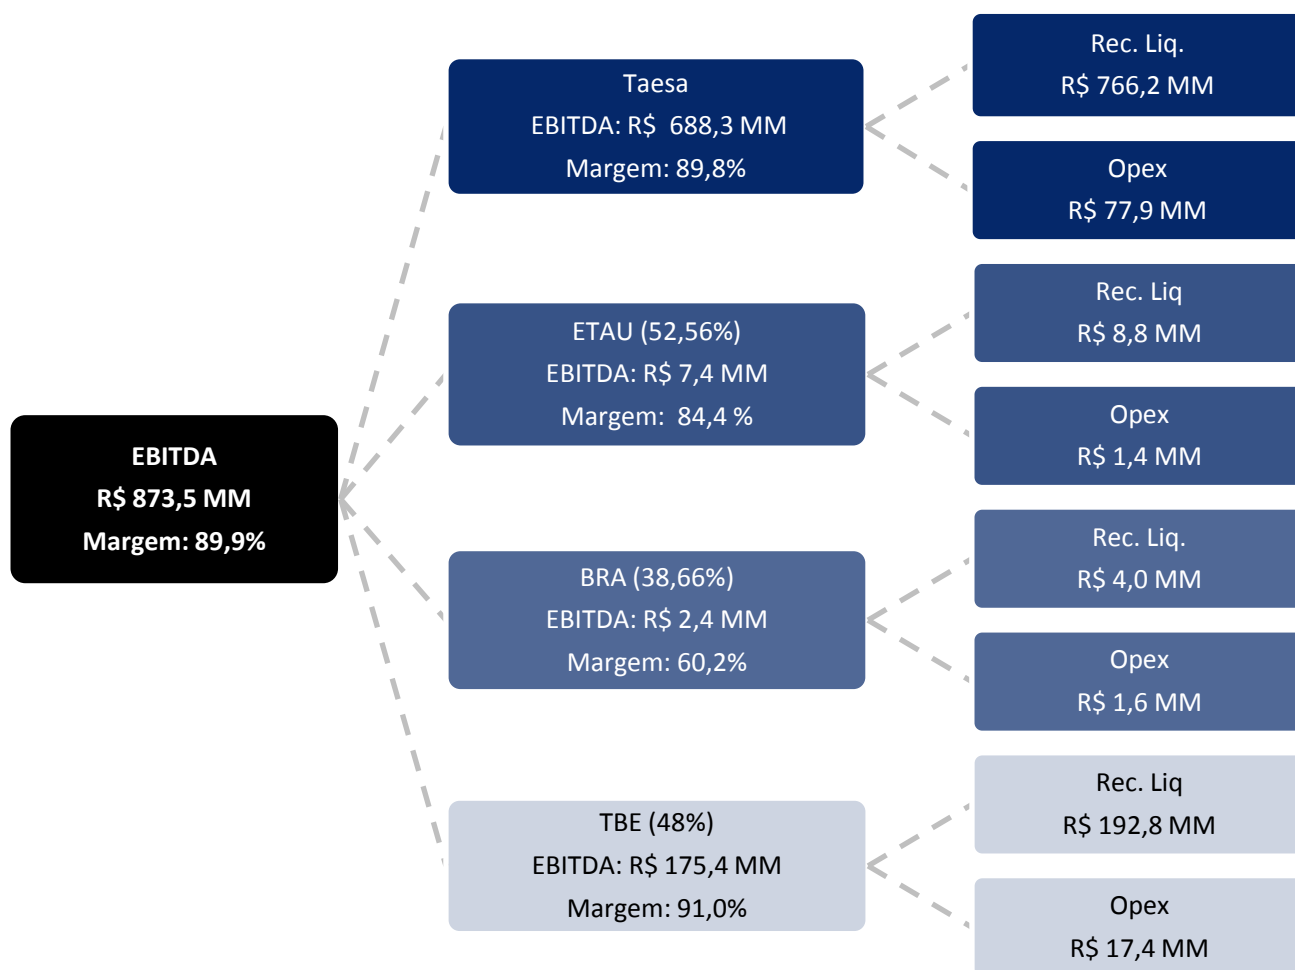 EBITDA
R$ 873,5 MM
Margem: 89,9%
Taesa
EBITDA: R$ 688,3 MM
Margem: 89,8%
Rec. Liq.
R$ 766,2 MM
Opex
R$ 77,9 MM
ETAU (52,56%)
EBITDA: R$ 7,4 MM
Margem: 84,4 %
Rec. Liq
R$ 8,8 MM
Opex
R$ 1,4 MM
BRA (38,66%)
EBITDA: R$ 2,4 MM
Margem: 60,2%
Rec. Liq.
R$ 4,0 MM
Opex
R$ 1,6 MM
TBE (48%)
EBITDA: R$ 175,4 MM
Margem: 91,0%
Rec. Liq
R$ 192,8 MM
Opex
R$ 17,4 MM